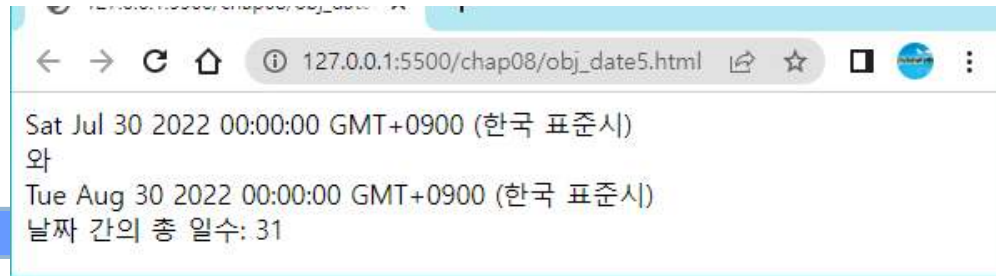 127.0.0.1:5500/chap08/obj_date5.html
Sat Jul 30 2022 00:00:00 GMT+0900 (한국 표준시)
와
Tue Aug 30 2022 00:00:00 GMT+0900 (한국 표준시)
날짜 간의 총 일수: 31